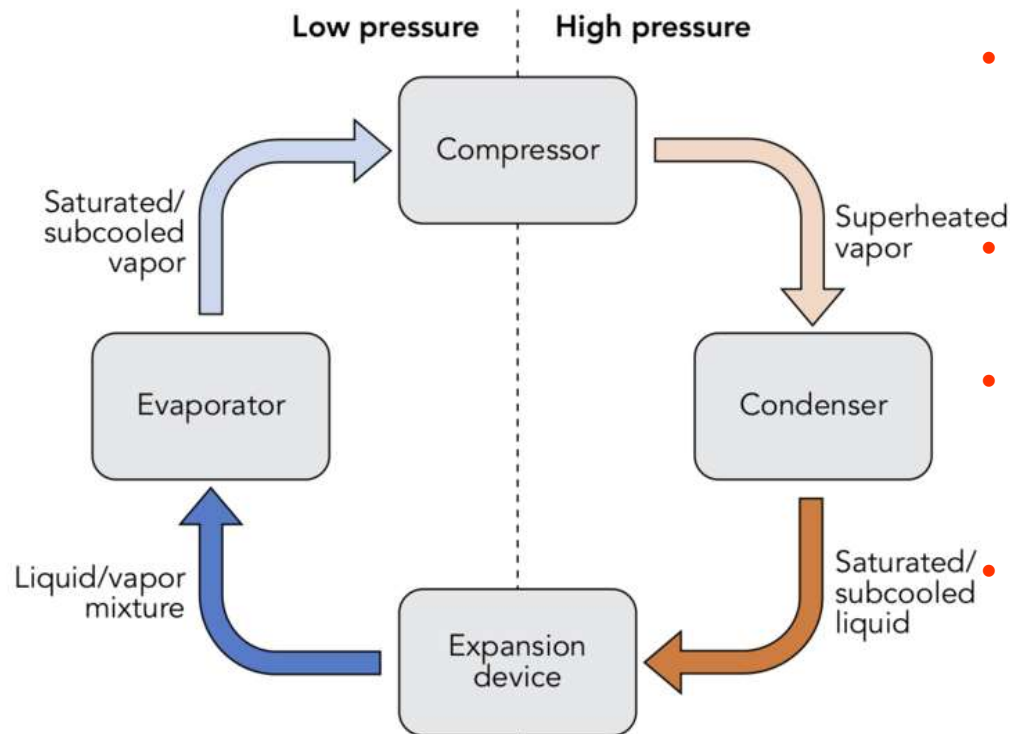 Low pressure
High pressure
Compressor
Saturated/
subcooled
vapor
Superheated
vapor
Evaporator
Condenser
Liquid/vapor
mixture
Saturated/
subcooled
liquid
Expansion
device